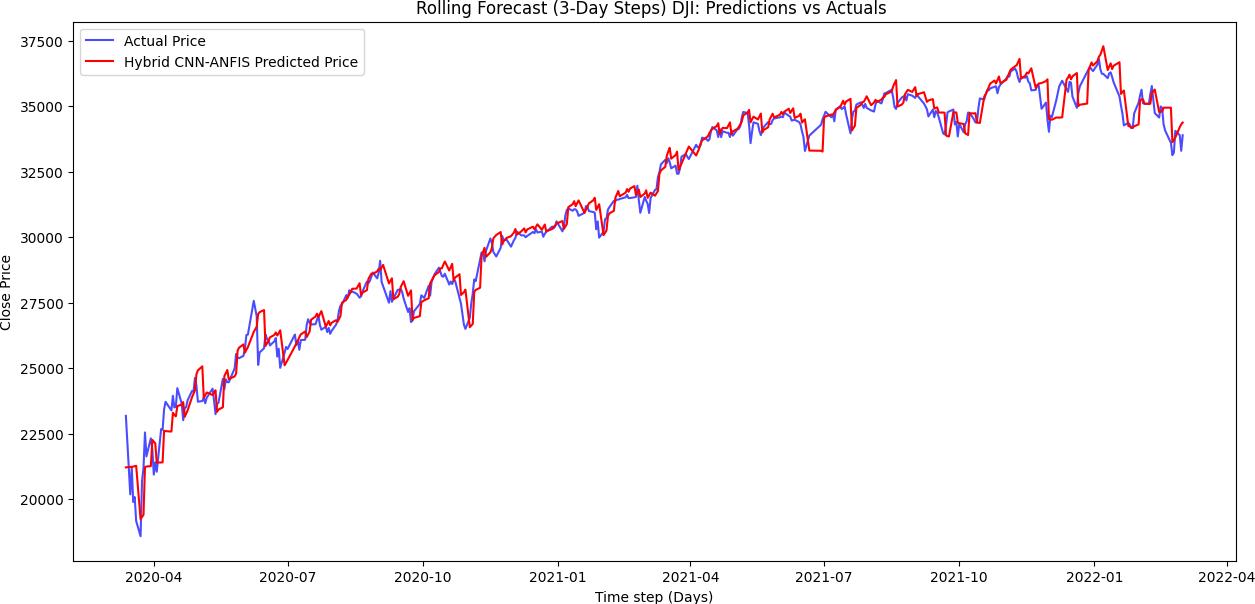 Rolling Forecast (3-Day Steps) DJI: Predictions vs Actuals
Actual Price
Hybrid CNN-ANFIS Predicted Price
Close Price
37500
35000
32500
30000
27500
25000
22500
20000
2020-04 2020-07 2020-10 2021-01 2021-04 2021-07 2021-10 2022-01 2022-04
Time step (Days)